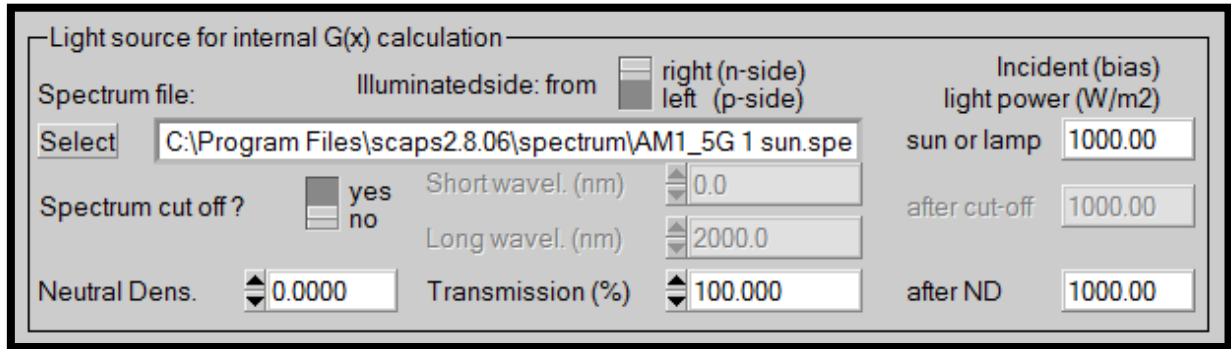 Light source for internal G(x) calculation
Spectrum file:
Illuminatedside: from
right (n-side)
left (p-side)
Incident (bias)
light power (W/m2)
Select
C:\Program Files\scaps2.8.06\spectrum\AM1_5G 1 sun.spe
sun or lamp 1000.00
Spectrum cut off ?
yes
no
Short wavel. (nm) 0.0
Long wavel. (nm) 2000.0
after cut-off 1000.00
Neutral Dens. 0.0000
Transmission (%) 100.000
after ND 1000.00